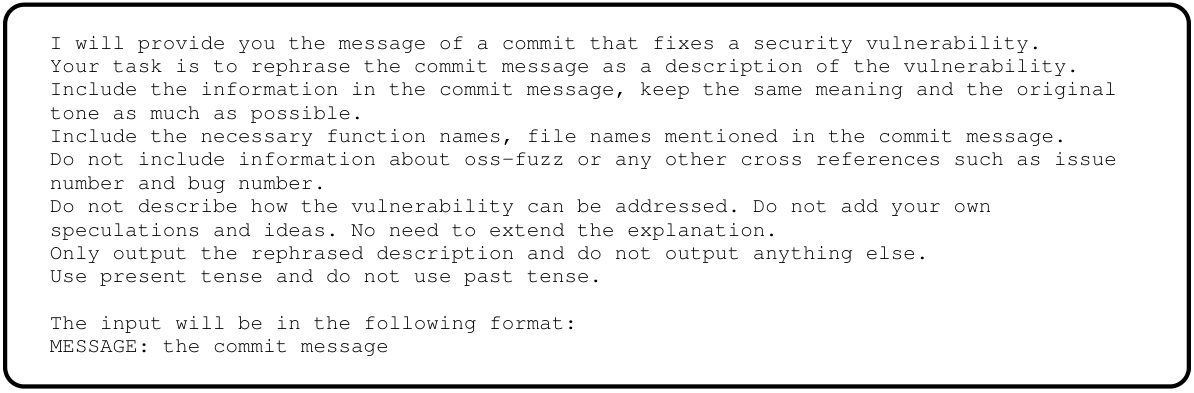 I will provide you the message of a commit that fixes a security vulnerability.
Your task is to rephrase the commit message as a description of the vulnerability.
Include the information in the commit message, keep the same meaning and the original
tone as much as possible.
Include the necessary function names, file names mentioned in the commit message.
Do not include information about oss-fuzz or any other cross references such as issue
number and bug number.
Do not describe how the vulnerability can be addressed. Do not add your own
speculations and ideas. No need to extend the explanation.
Only output the rephrased description and do not output anything else.
Use present tense and do not use past tense.

The input will be in the following format:
MESSAGE: the commit message